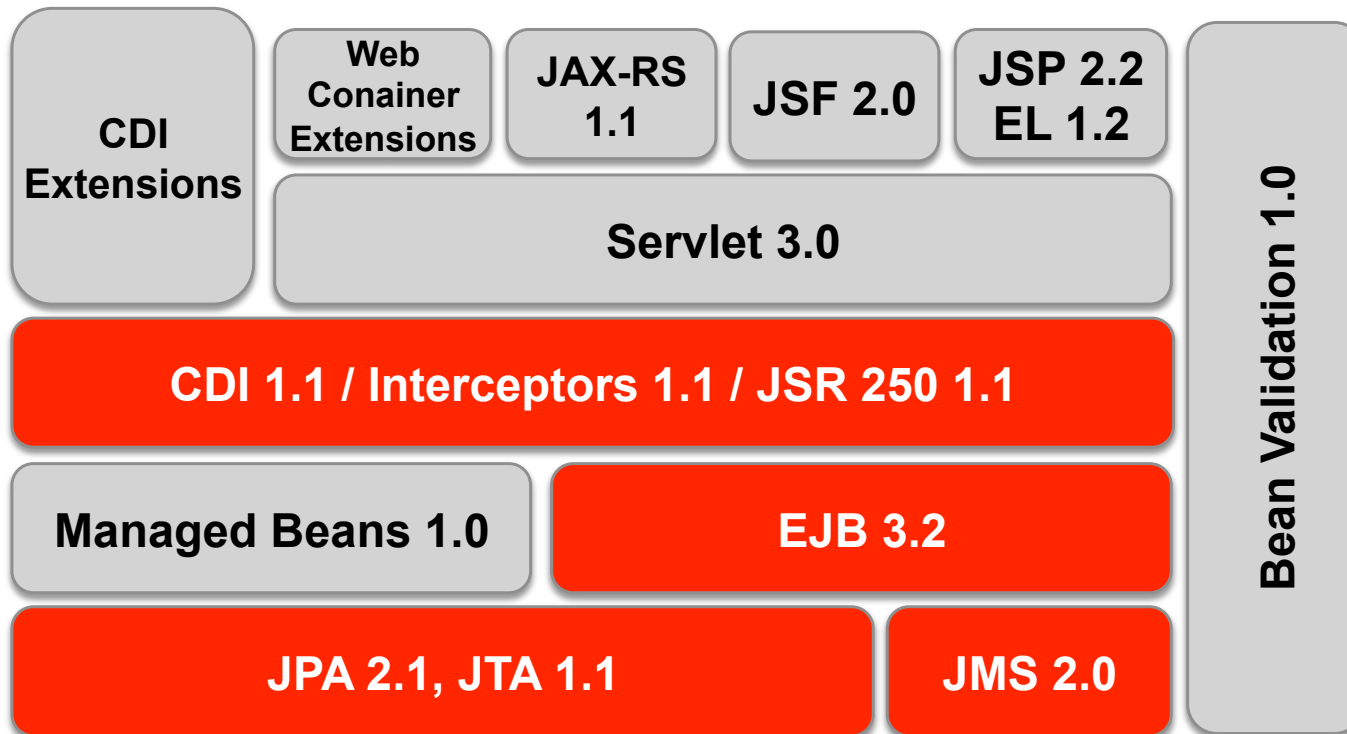 CDI
Extensions
Web
Conainer
Extensions
JAX-RS
1.1
JSF 2.0
JSP 2.2
EL 1.2
Servlet 3.0
CDI 1.1 / Interceptors 1.1 / JSR 250 1.1
Managed Beans 1.0
EJB 3.2
JPA 2.1, JTA 1.1
JMS 2.0
Bean Validation 1.0